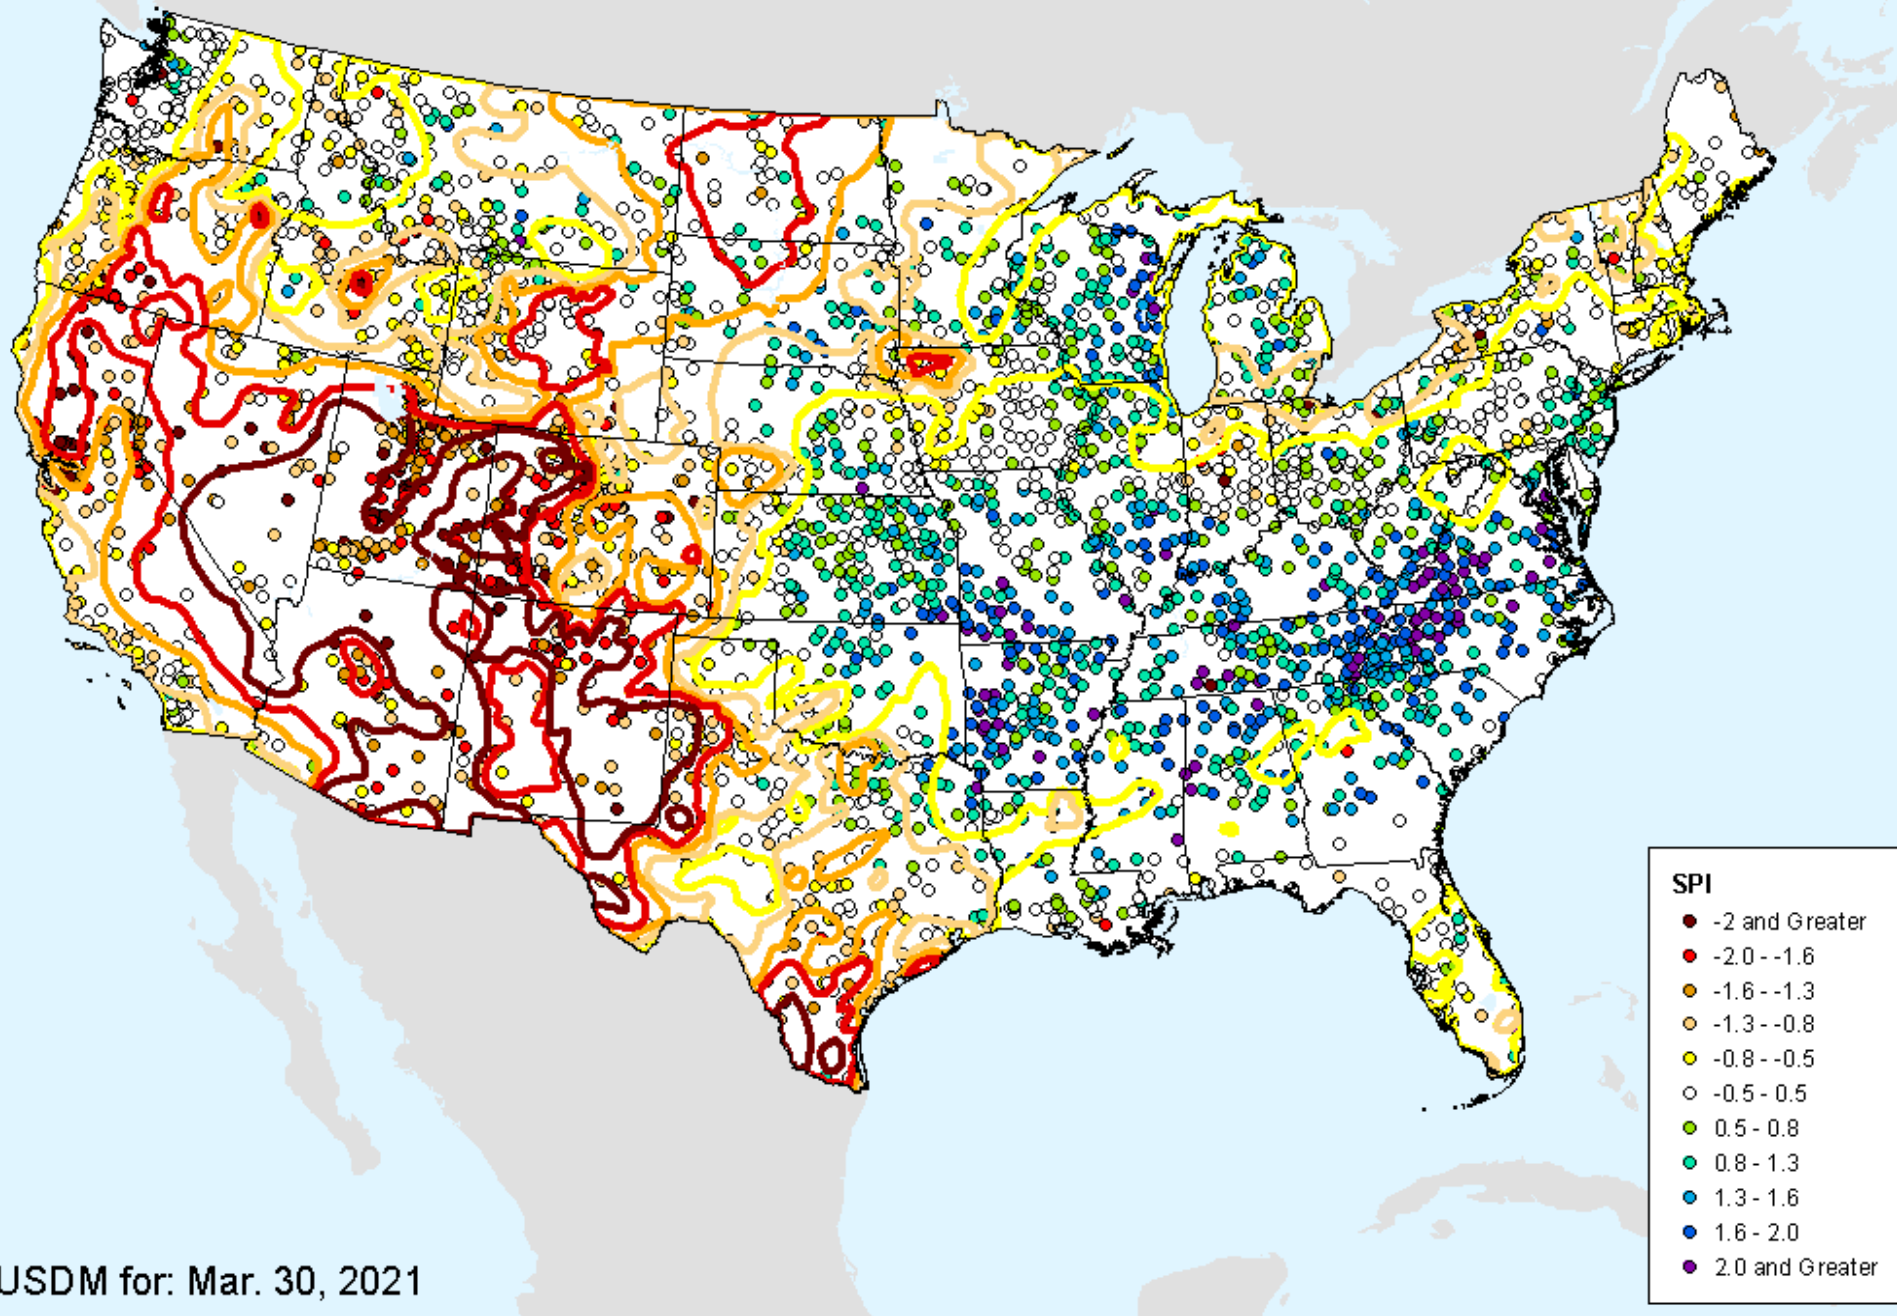 SPI
-2 and Greater
-2.0 - -1.6
-1.6 - -1.3
-1.3 - -0.8
-0.8 - -0.5
-0.5 - 0.5
0.5 - 0.8
0.8 - 1.3
1.3 - 1.6
1.6 - 2.0
2.0 and Greater
USDM for: Mar. 30, 2021